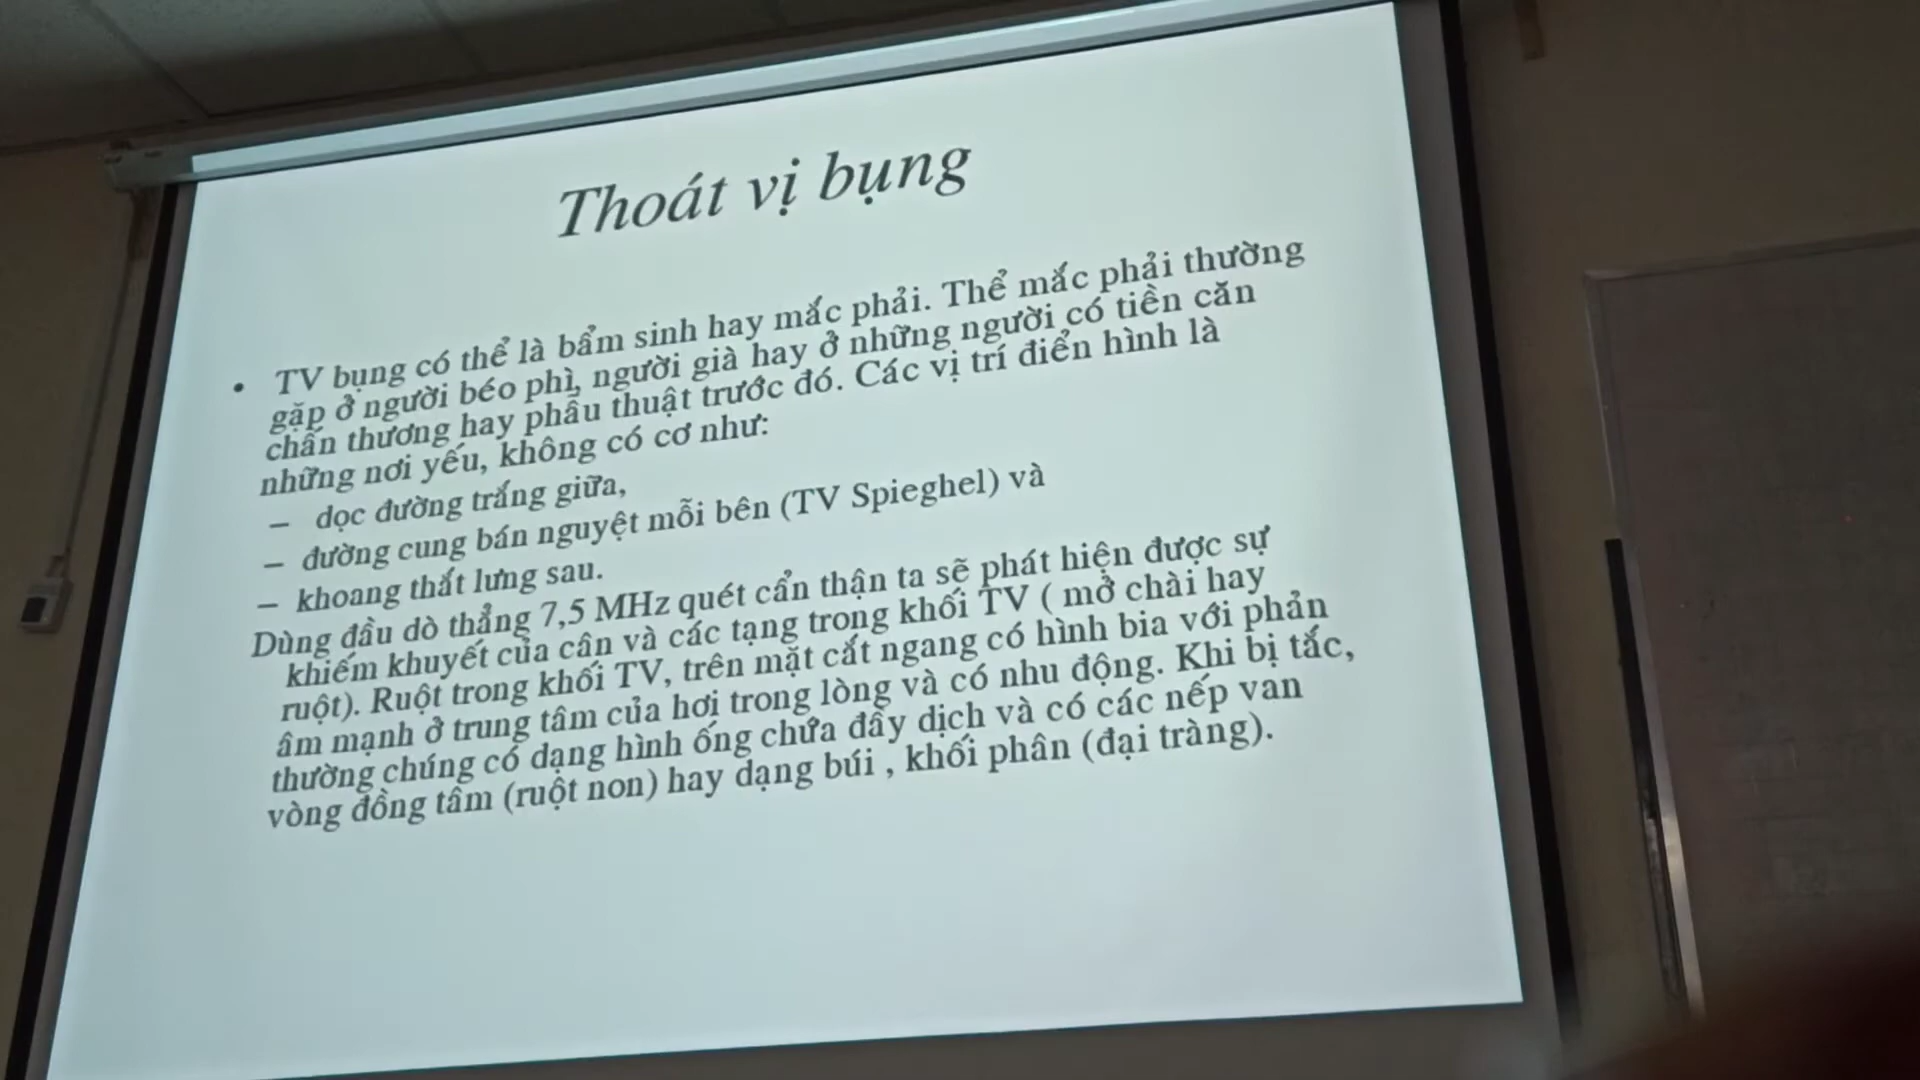 Thoát vị bụng
• TV bụng có thể là bẩm sinh hay mắc phải. Thể mắc phải thường
gặp ở người béo phì, người già hay ở những người có tiền căn
chấn thương hay phẫu thuật trước đó. Các vị trí điển hình là
những nơi yếu, không có cơ như:
– dọc đường trắng giữa,
– đường cung bán nguyệt mỗi bên (TV Spieghel) và
– khoang thắt lưng sau.
Dùng đầu dò thẳng 7,5 MHz quét cẩn thận ta sẽ phát hiện được sự
khiếm khuyết của cân và các tạng trong khối TV ( mở chài hay
ruột). Ruột trong khối TV, trên mặt cắt ngang có hình bia với phản
âm mạnh ở trung tâm của hơi trong lòng và có nhu động. Khi bị tắc,
thường chúng có dạng hình ống chứa đầy dịch và có các nếp van
vòng đồng tâm (ruột non) hay dạng búi , khối phân (đại tràng).